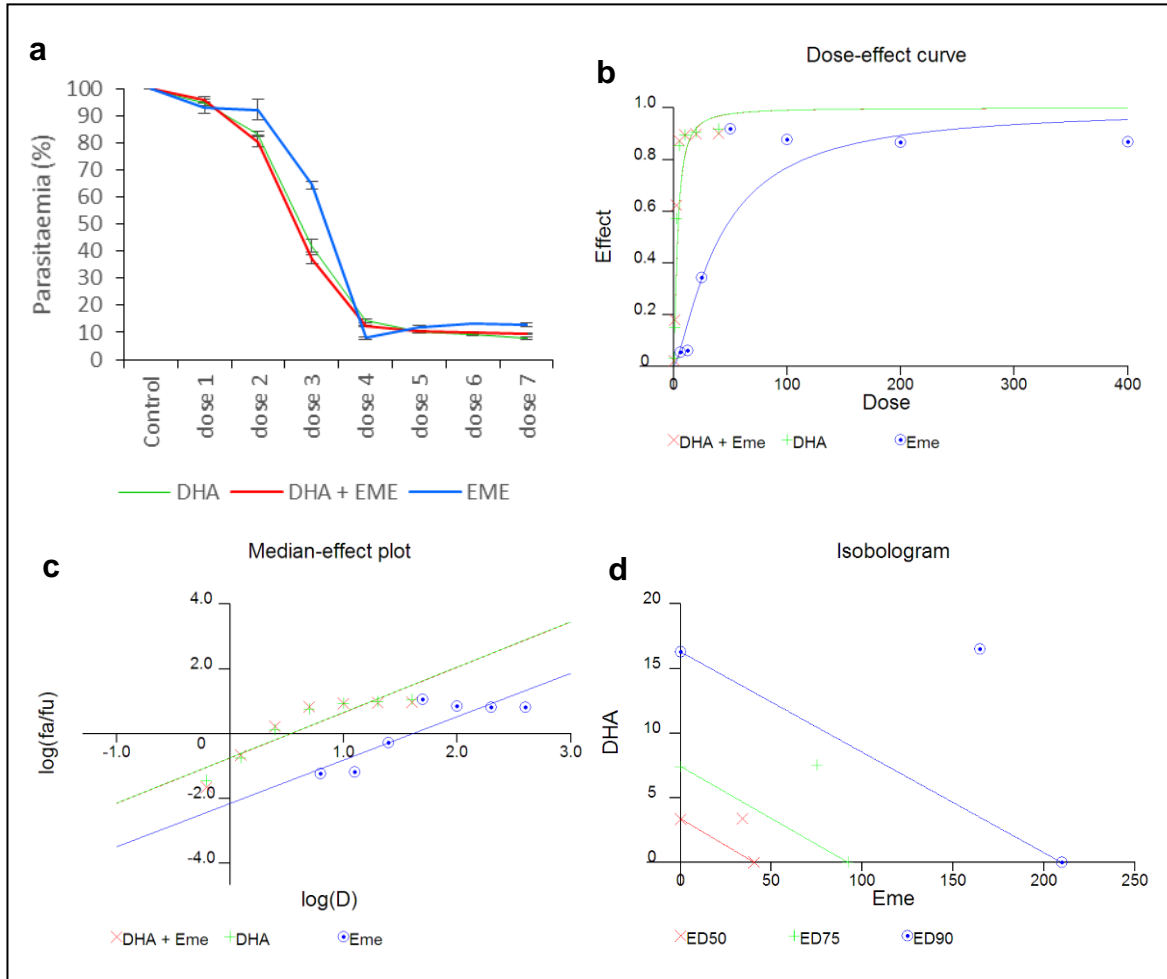 a
Parasitaemia (%)
100
90
80
70
60
50
40
30
20
10
0
Control
dose 1
dose 2
dose 3
dose 4
dose 5
dose 6
dose 7
DHA DHA + EME EME
b
Dose-effect curve
Effect
1.0
0.8
0.6
0.4
0.2
0
0 100 200 300 400
Dose
DHA + Eme DHA Eme
c
Median-effect plot
log(fa/fu)
4.0
2.0
0
-2.0
-4.0
-1.0 1.0 2.0 3.0
log(D)
DHA + Eme DHA Eme
d
Isobologram
DHA
20
15
10
5
0
0 50 100 150 200 250
Eme
ED50 ED75 ED90